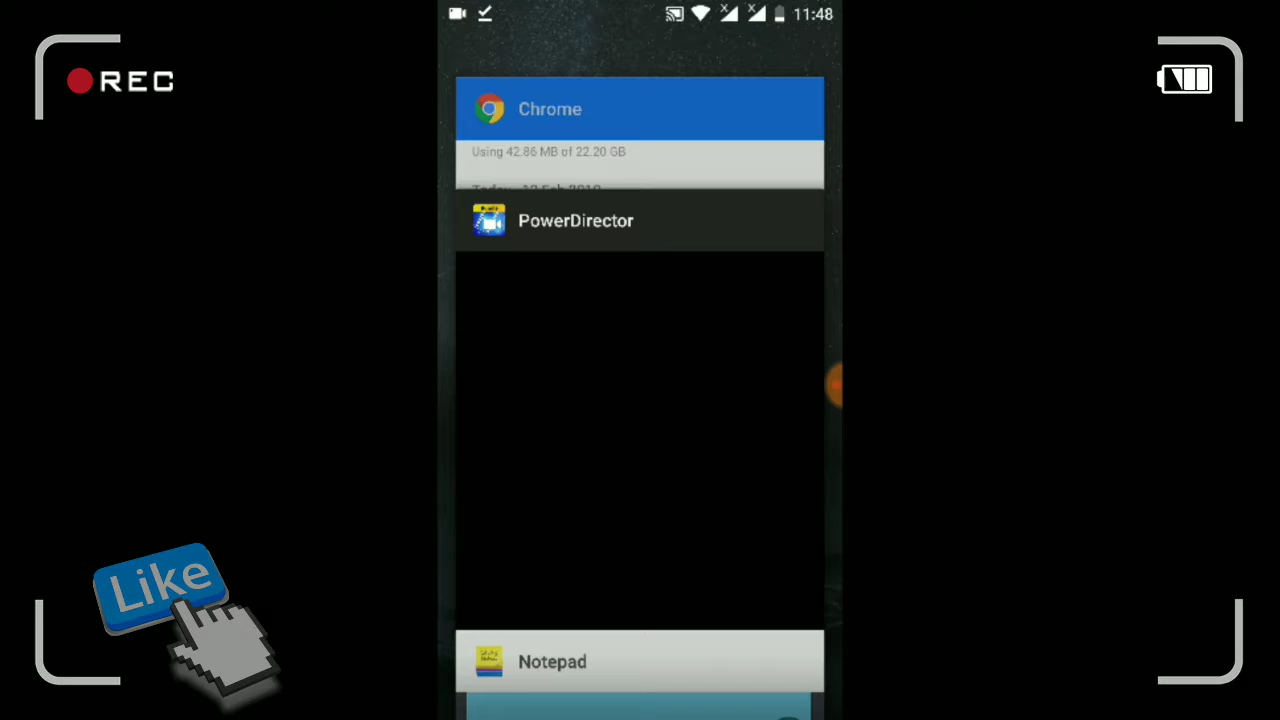 11:48
REC
Chrome
Using 42.86 MB of 22.20 GB
PowerDirector
Like
Notepad